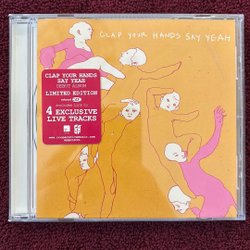 CLAP YOUR HANDS SAY YEAH
CLAP YOUR HANDS
SAY YEAH
DEBUT ALBUM
LIMITED EDITION
4 EXCLUSIVE
LIVE TRACKS